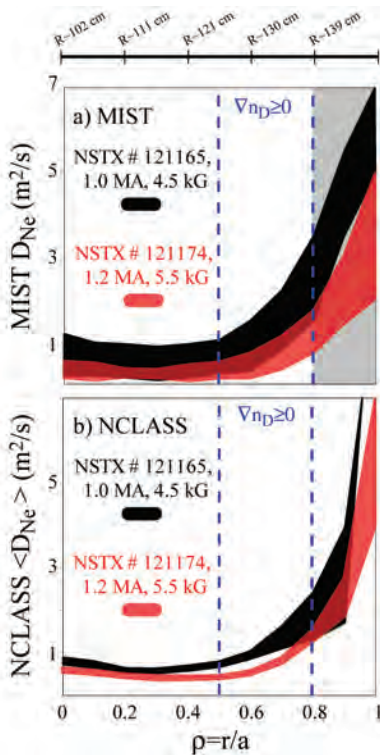 R~102 cm
R~111 cm
R~121 cm
R~130 cm
R~139 cm
7
5
3
1
MIST D_Ne (m²/s)
a) MIST
∇n_D≥0
NSTX # 121165,
1.0 MA, 4.5 kG
NSTX # 121174,
1.2 MA, 5.5 kG
5
3
1
NCLASS <D_Ne> (m²/s)
b) NCLASS
∇n_D≥0
NSTX # 121165,
1.0 MA, 4.5 kG
NSTX # 121174,
1.2 MA, 5.5 kG
0 0.2 0.4 0.6 0.8 1
ρ=r/a